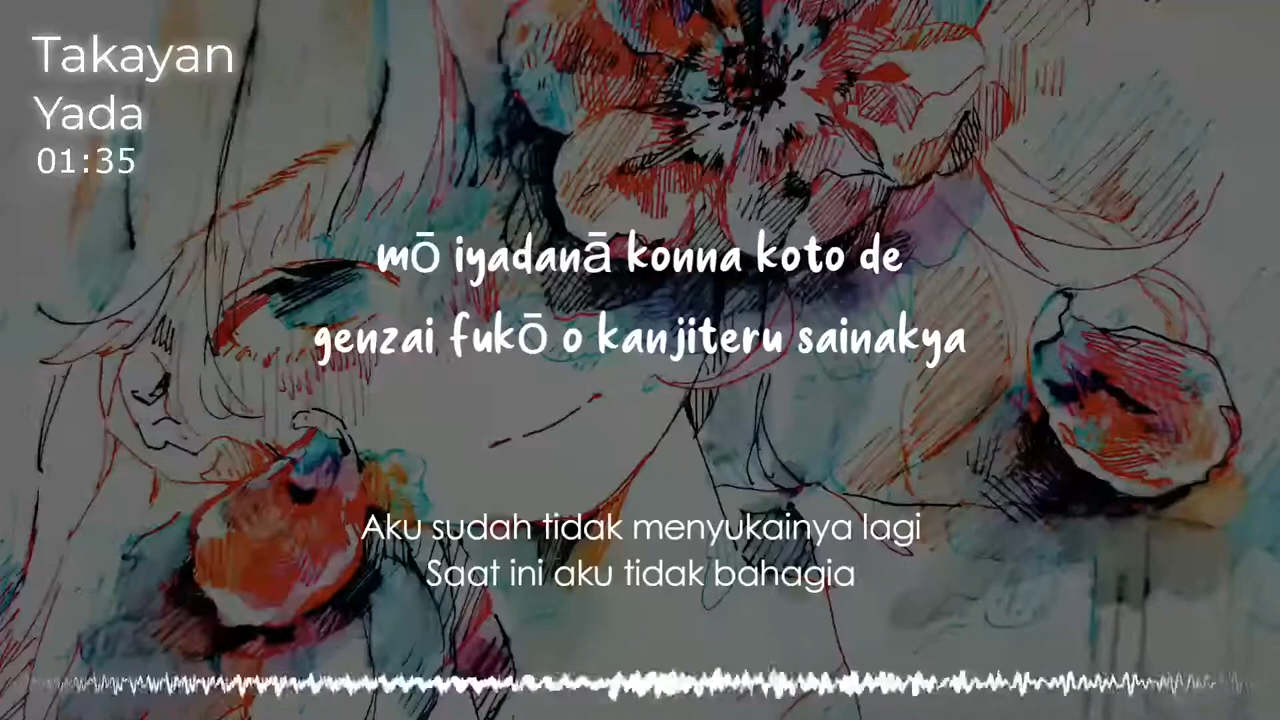 Takayan
Yada
01:35
mō iyadanā konna koto de
genzai fukō o kanjiteru sainakya
Aku sudah tidak menyukainya lagi
Saat ini aku tidak bahagia